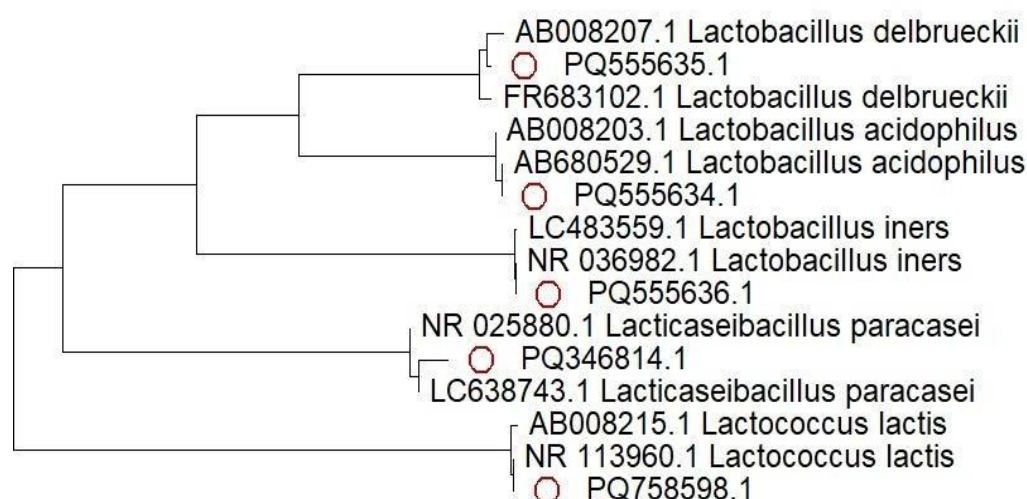 AB008207.1 Lactobacillus delbrueckii
PQ555635.1
FR683102.1 Lactobacillus delbrueckii
AB008203.1 Lactobacillus acidophilus
AB680529.1 Lactobacillus acidophilus
PQ555634.1
LC483559.1 Lactobacillus iners
NR 036982.1 Lactobacillus iners
PQ555636.1
NR 025880.1 Lacticaseibacillus paracasei
PQ346814.1
LC638743.1 Lacticaseibacillus paracasei
AB008215.1 Lactococcus lactis
NR 113960.1 Lactococcus lactis
PQ758598.1